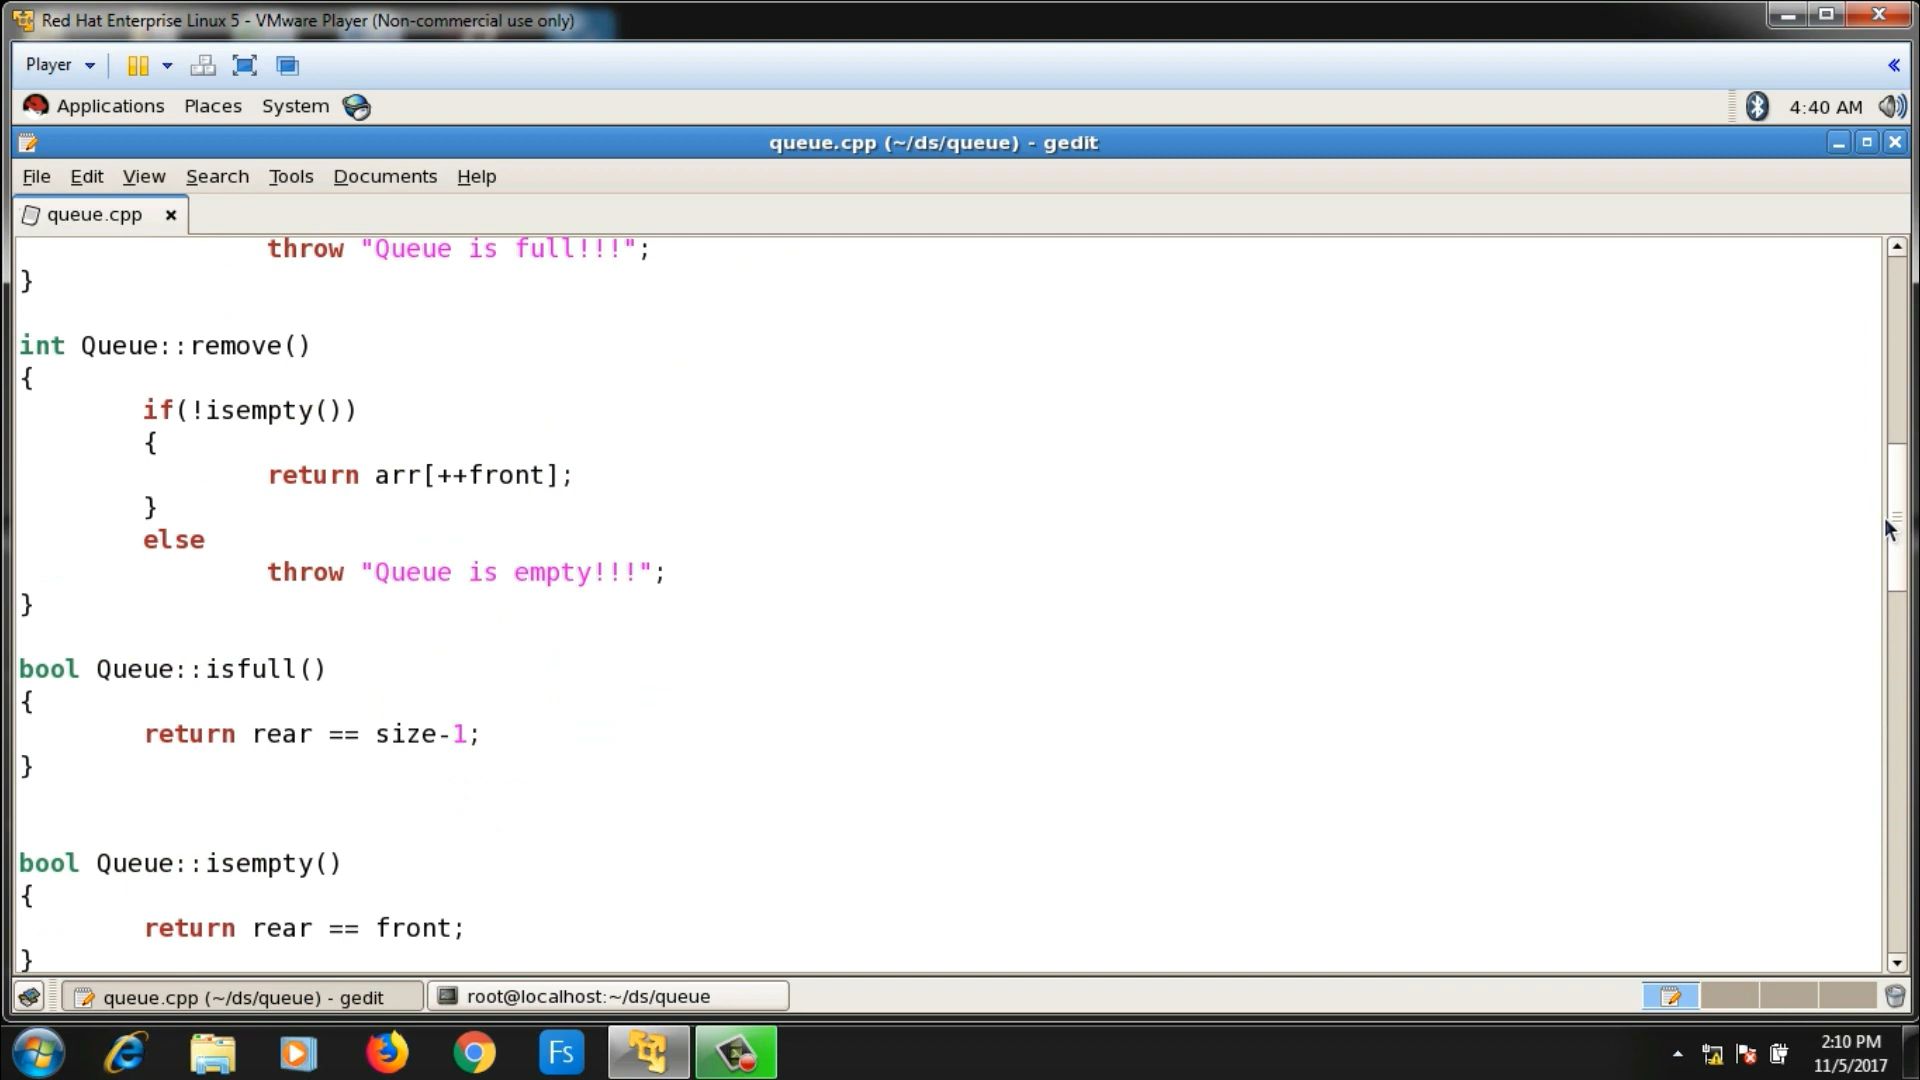 Red Hat Enterprise Linux 5 - VMware Player (Non-commercial use only)
Player
Applications Places System 4:40 AM
queue.cpp (~/ds/queue) - gedit
File Edit View Search Tools Documents Help
queue.cpp
throw "Queue is full!!!";
}
int Queue::remove()
{
if(!isempty())
{
return arr[++front];
}
else
throw "Queue is empty!!!";
}
bool Queue::isfull()
{
return rear == size-1;
}
bool Queue::isempty()
{
return rear == front;
}
queue.cpp (~/ds/queue) - gedit root@localhost:~/ds/queue
Fs
2:10 PM
11/5/2017